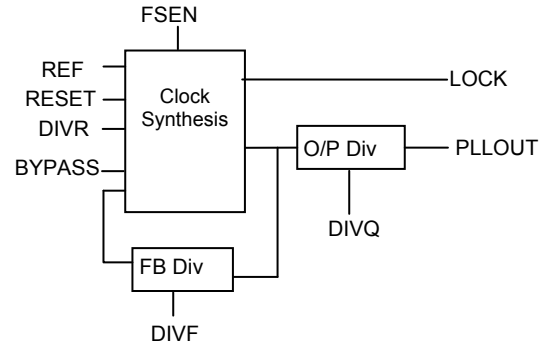 FSEN
REF
RESET
DIVR
BYPASS
Clock
Synthesis
LOCK
O/P Div
PLLOUT
DIVQ
FB Div
DIVF